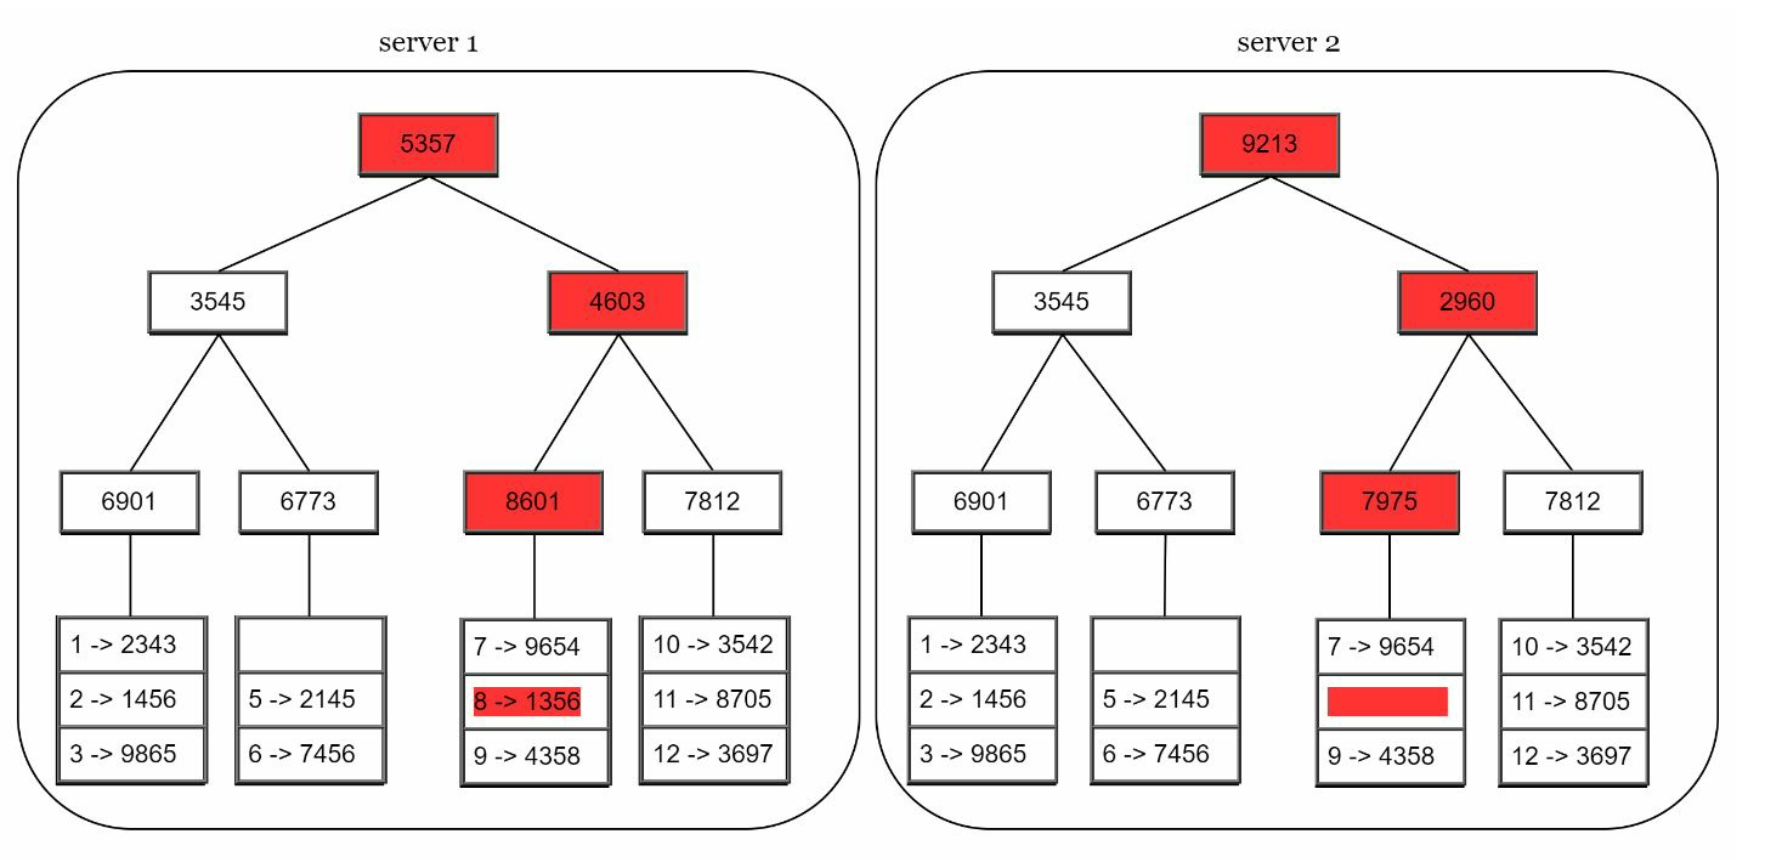 server 1
server 2
5357
9213
3545
4603
3545
2960
6901
6773
8601
7812
6901
6773
7975
7812
1 -> 2343
2 -> 1456
3 -> 9865
5 -> 2145
6 -> 7456
7 -> 9654
8 -> 1356
9 -> 4358
10 -> 3542
11 -> 8705
12 -> 3697
1 -> 2343
2 -> 1456
3 -> 9865
5 -> 2145
6 -> 7456
7 -> 9654
9 -> 4358
10 -> 3542
11 -> 8705
12 -> 3697